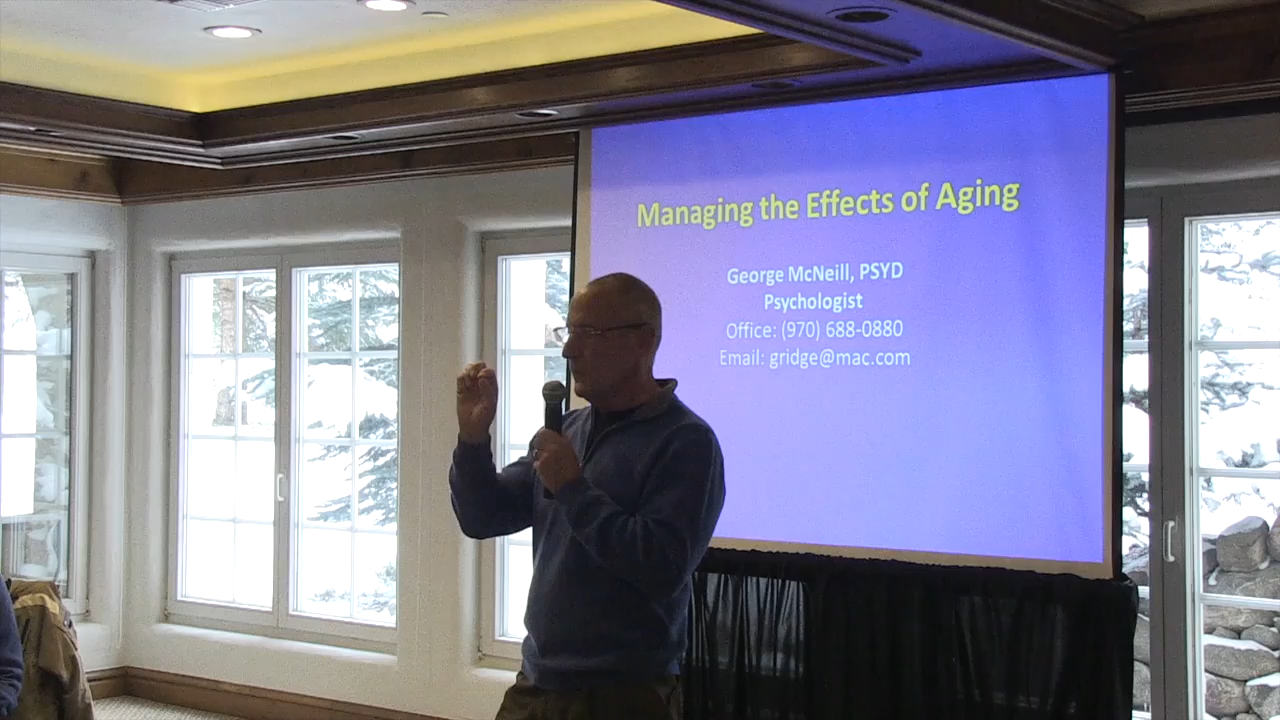 Managing the Effects of Aging
George McNeill, PSYD
Psychologist
Office: (970) 688-0880
Email: gridge@mac.com